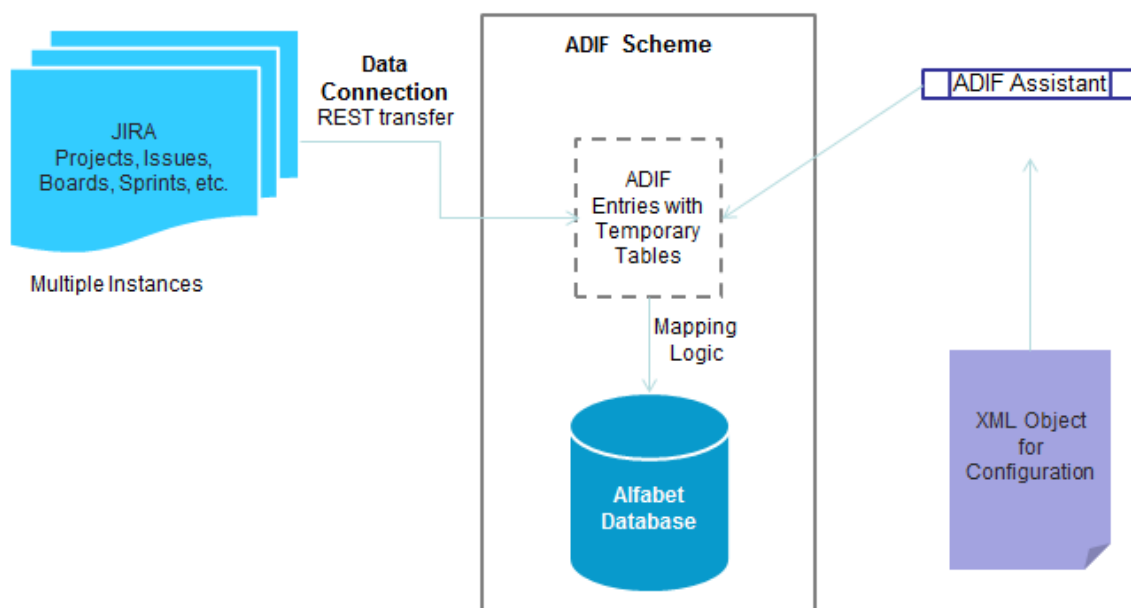 JIRA
Projects, Issues,
Boards, Sprints, etc.
Multiple Instances
Data
Connection
REST transfer
ADIF Scheme
ADIF
Entries with
Temporary
Tables
Mapping
Logic
Alfabet
Database
ADIF Assistant
XML Object
for
Configuration